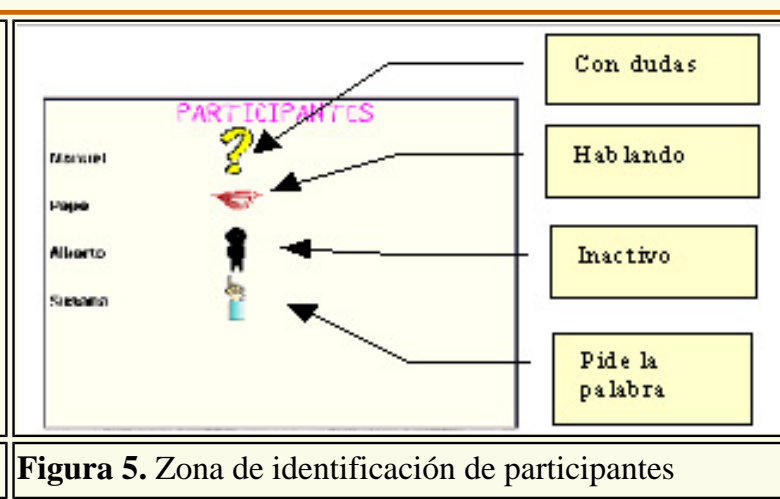 Con dudas
PARTICIPANTES
Manuel
Hablando
Pepe
Alberto
Inactivo
Susana
Pide la
palabra
Figura 5. Zona de identificación de participantes